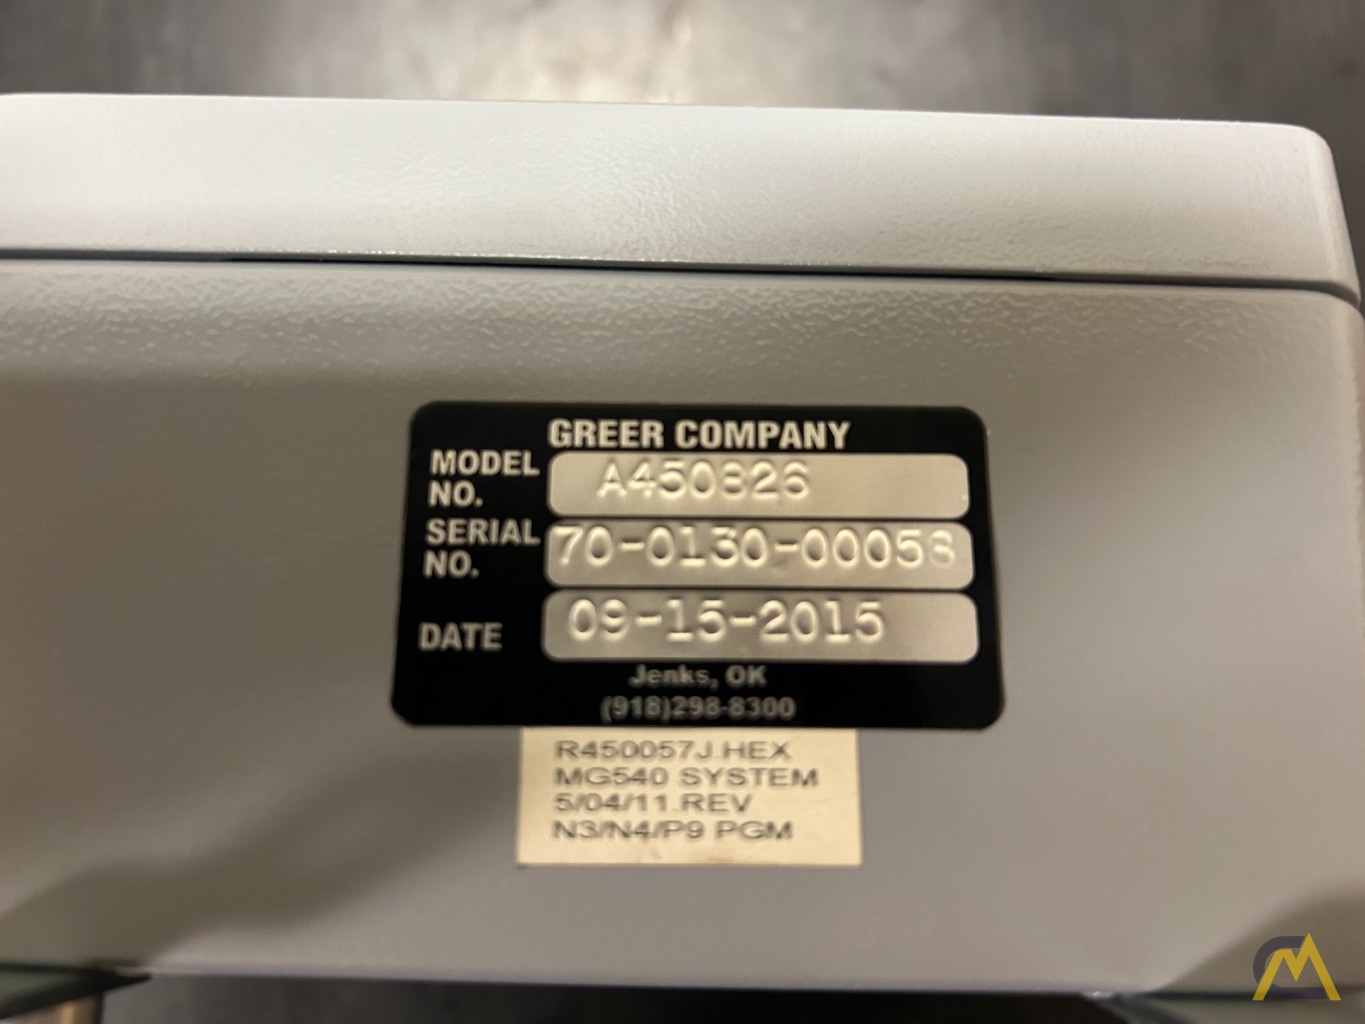 GREER COMPANY
MODEL NO. A450826
SERIAL NO. 70-0130-00058
DATE 09-15-2015
Jenks, OK
(918)298-8300
R450057J.HEX
MG540 SYSTEM
5/04/11.REV
N3/N4/P9 PGM